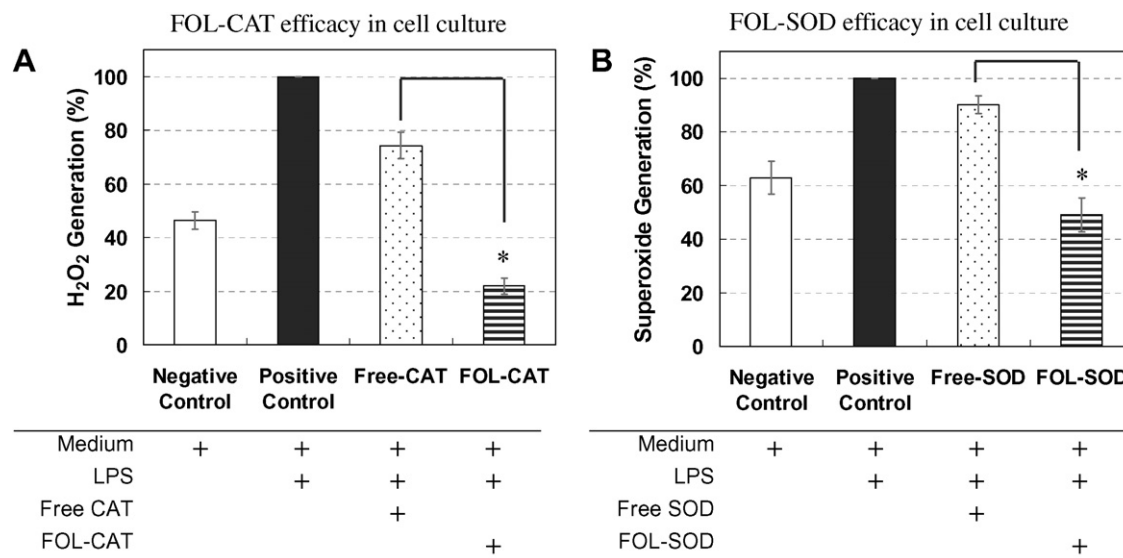 FOL-CAT efficacy in cell culture
A
H₂O₂ Generation (%)
100
80
60
40
20
0
*
Negative Control
Positive Control
Free-CAT
FOL-CAT
Medium + + + +
LPS + + +
Free CAT +
FOL-CAT +
FOL-SOD efficacy in cell culture
B
Superoxide Generation (%)
100
80
60
40
20
0
*
Negative Control
Positive Control
Free-SOD
FOL-SOD
Medium + + + +
LPS + + +
Free SOD +
FOL-SOD +